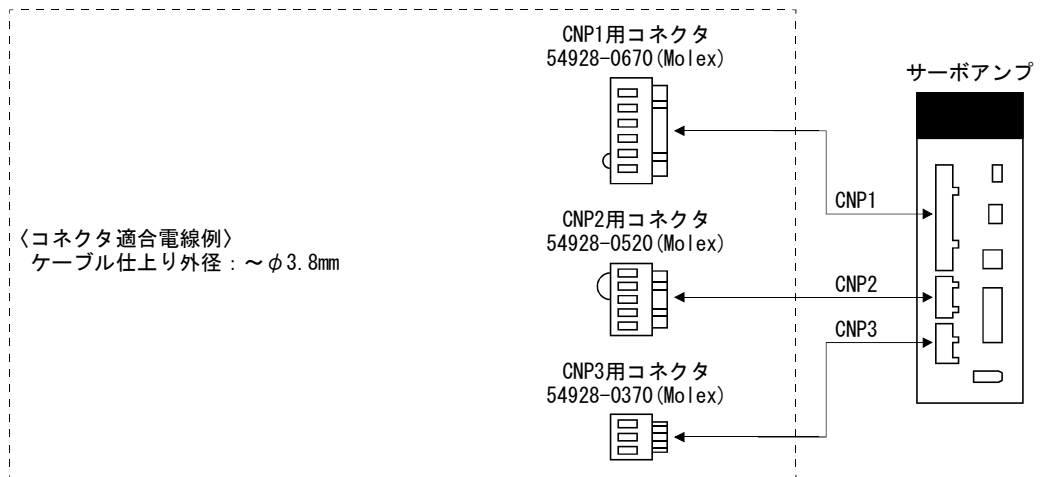 CNP1用コネクタ
54928-0670(Molex)
サーボアンプ
CNP1
CNP2用コネクタ
54928-0520(Molex)
〈コネクタ適合電線例〉
ケーブル仕上り外径：～φ3.8mm
CNP2
CNP3
CNP3用コネクタ
54928-0370(Molex)